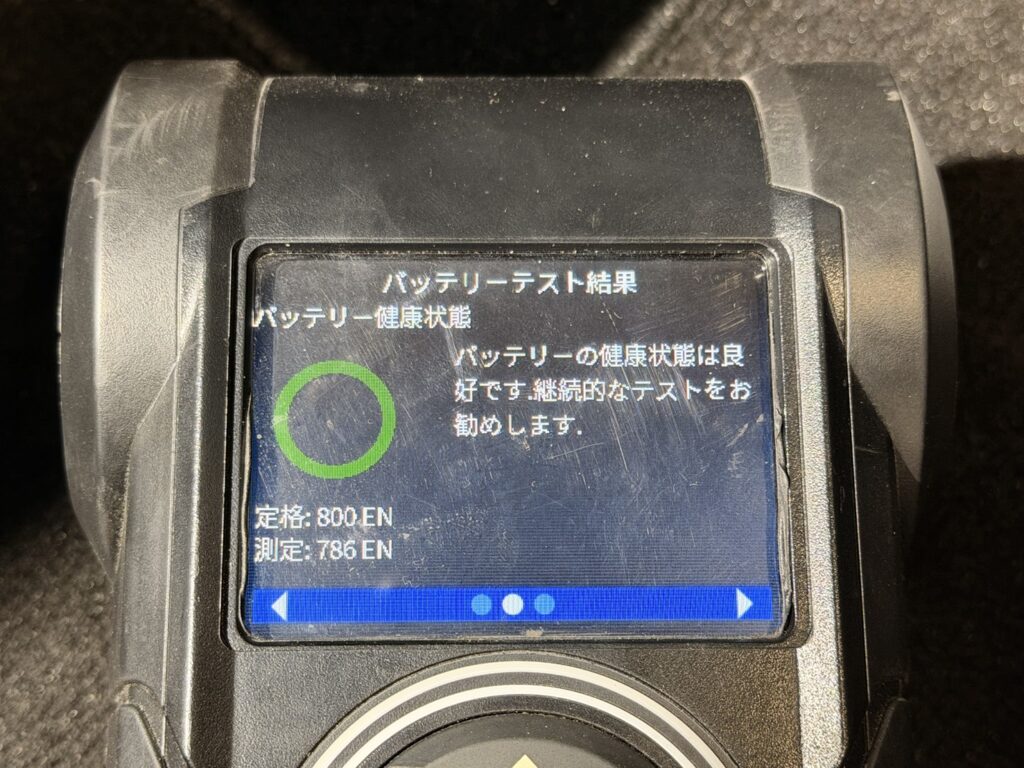 バッテリーテスト結果
バッテリー健康状態
バッテリーの健康状態は良
好です.継続的なテストをお
勧めします.
定格: 800 EN
測定: 786 EN